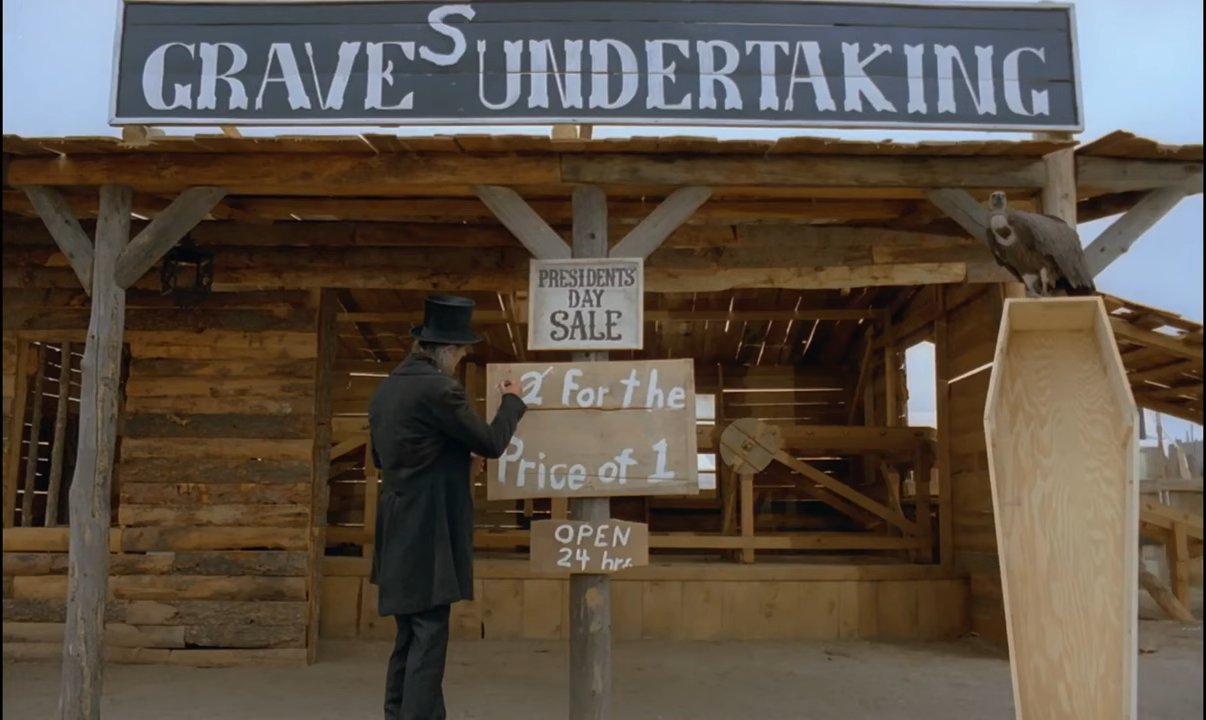 GRAVES UNDERTAKING
PRESIDENTS'
DAY
SALE
2 For the
Price of 1
OPEN
24 hrs.